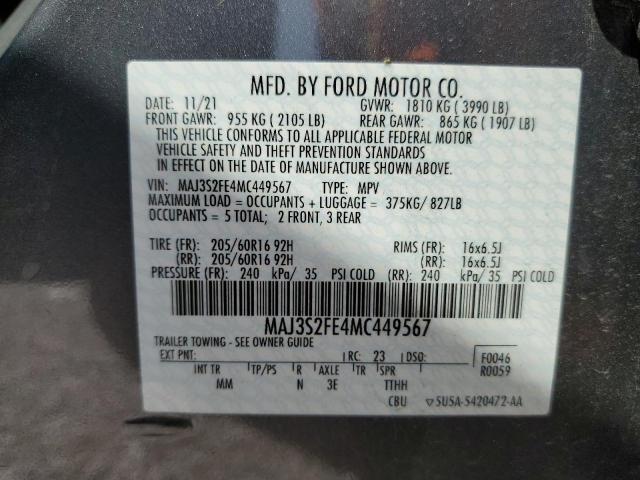 MFD. BY FORD MOTOR CO.
DATE: 11/21 GVWR: 1810 KG ( 3990 LB)
FRONT GAWR: 955 KG ( 2105 LB) REAR GAWR: 865 KG ( 1907 LB)
THIS VEHICLE CONFORMS TO ALL APPLICABLE FEDERAL MOTOR
VEHICLE SAFETY AND THEFT PREVENTION STANDARDS
IN EFFECT ON THE DATE OF MANUFACTURE SHOWN ABOVE.
VIN: MAJ3S2FE4MC449567 TYPE: MPV
MAXIMUM LOAD = OCCUPANTS + LUGGAGE = 375KG/ 827LB
OCCUPANTS = 5 TOTAL; 2 FRONT, 3 REAR
TIRE (FR): 205/60R16 92H RIMS (FR): 16x6.5J
(RR): 205/60R16 92H (RR): 16x6.5J
PRESSURE (FR): 240 kPa/ 35 PSI COLD (RR): 240 kPa/ 35 PSI COLD
MAJ3S2FE4MC449567
TRAILER TOWING - SEE OWNER GUIDE
EXT PNT: RC: 23 DSO: F0046
R0059
INT TR TP/PS R AXLE TR SPR
MM N 3E TTHH
CBU ▽SU5A-5420472-AA